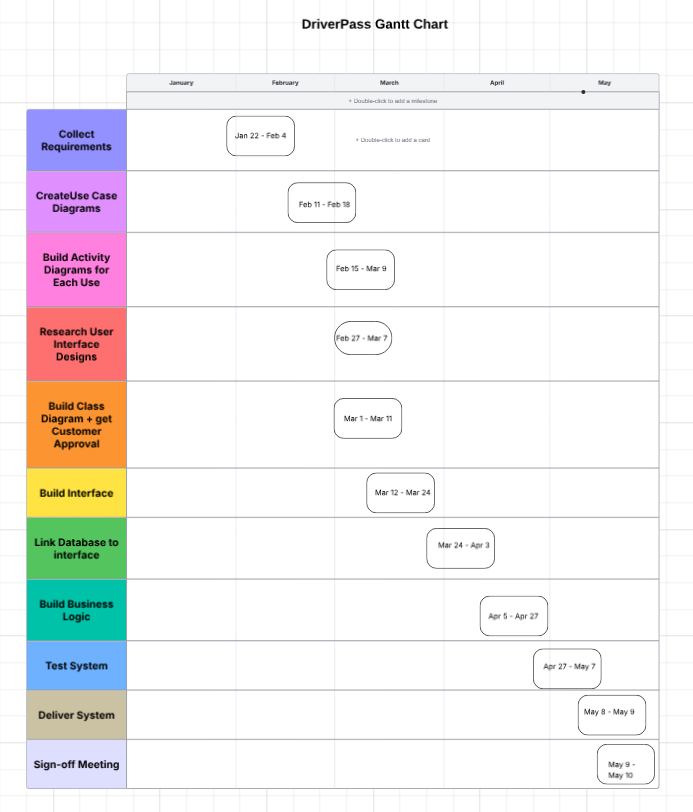 DriverPass Gantt Chart
January February March April May
+ Double-click to add a milestone
Collect
Requirements
Jan 22 - Feb 4
+ Double-click to add a card
CreateUse Case
Diagrams
Feb 11 - Feb 18
Build Activity
Diagrams for
Each Use
Feb 15 - Mar 9
Research User
Interface
Designs
Feb 27 - Mar 7
Build Class
Diagram + get
Customer
Approval
Mar 1 - Mar 11
Build Interface
Mar 12 - Mar 24
Link Database to
interface
Mar 24 - Apr 3
Build Business
Logic
Apr 5 - Apr 27
Test System
Apr 27 - May 7
Deliver System
May 8 - May 9
Sign-off Meeting
May 9 -
May 10